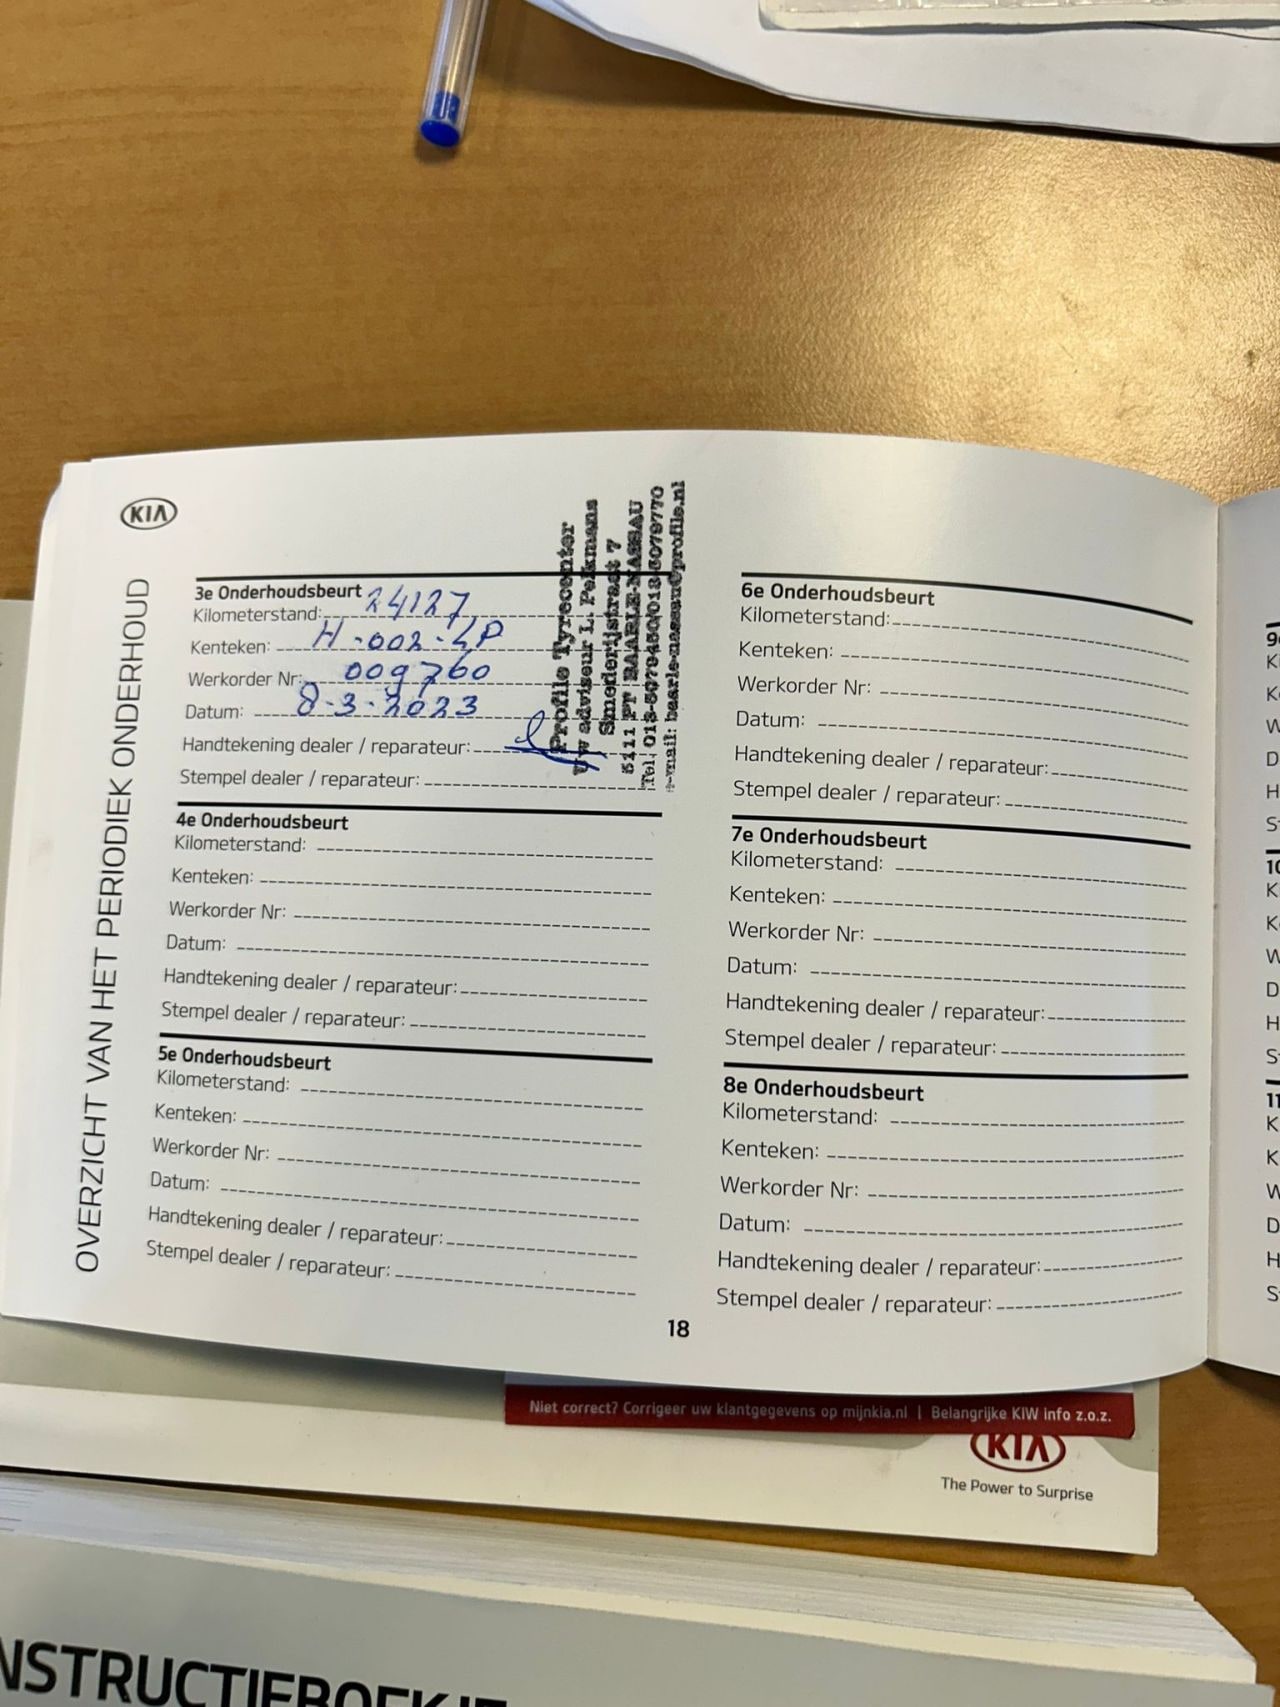 KIA
OVERZICHT VAN HET PERIODIEK ONDERHOUD
3e Onderhoudsbeurt
Kilometerstand: 24127
Kenteken: H-002-LP
Werkorder Nr: 009760
Datum: 8-3-2023
Handtekening dealer / reparateur:
Stempel dealer / reparateur:
Profile Tyrecenter
Uw adviseur L. Pelkmans
Smederijstraat 7
5111 PT BAARLE-NASSAU
e-mail: baarle-nassau@profile.nl
4e Onderhoudsbeurt
Kilometerstand:
Kenteken:
Werkorder Nr:
Datum:
Handtekening dealer / reparateur:
Stempel dealer / reparateur:
5e Onderhoudsbeurt
Kilometerstand:
Kenteken:
Werkorder Nr:
Datum:
Handtekening dealer / reparateur:
Stempel dealer / reparateur:
6e Onderhoudsbeurt
Kilometerstand:
Kenteken:
Werkorder Nr:
Datum:
Handtekening dealer / reparateur:
Stempel dealer / reparateur:
7e Onderhoudsbeurt
Kilometerstand:
Kenteken:
Werkorder Nr:
Datum:
Handtekening dealer / reparateur:
Stempel dealer / reparateur:
8e Onderhoudsbeurt
Kilometerstand:
Kenteken:
Werkorder Nr:
Datum:
Handtekening dealer / reparateur:
Stempel dealer / reparateur:
18
Niet correct? Corrigeer uw klantgegevens op mijnkia.nl | Belangrijke KIW info z.o.z.
KIA
The Power to Surprise